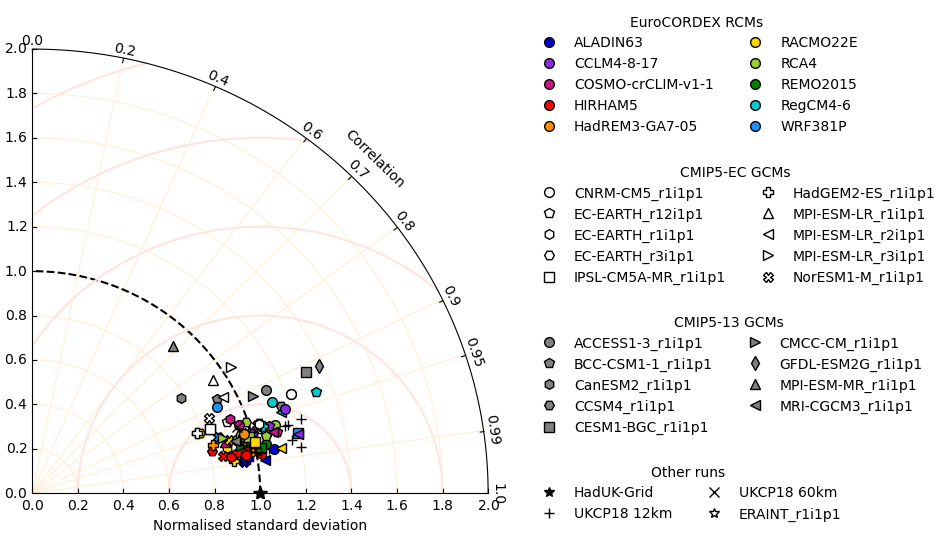 EuroCORDEX RCMs
ALADIN63
RACMO22E
CCLM4-8-17
RCA4
COSMO-crCLIM-v1-1
REMO2015
HIRHAM5
RegCM4-6
HadREM3-GA7-05
WRF381P
CMIP5-EC GCMs
CNRM-CM5_r1i1p1
HadGEM2-ES_r1i1p1
EC-EARTH_r12i1p1
MPI-ESM-LR_r1i1p1
EC-EARTH_r1i1p1
MPI-ESM-LR_r2i1p1
EC-EARTH_r3i1p1
MPI-ESM-LR_r3i1p1
IPSL-CM5A-MR_r1i1p1
NorESM1-M_r1i1p1
CMIP5-13 GCMs
ACCESS1-3_r1i1p1
CMCC-CM_r1i1p1
BCC-CSM1-1_r1i1p1
GFDL-ESM2G_r1i1p1
CanESM2_r1i1p1
MPI-ESM-MR_r1i1p1
CCSM4_r1i1p1
MRI-CGCM3_r1i1p1
CESM1-BGC_r1i1p1
Other runs
HadUK-Grid
UKCP18 60km
UKCP18 12km
ERAINT_r1i1p1
0.0
0.2
0.4
0.6
Correlation
0.7
0.8
0.9
0.95
0.99
1.0
2.0
1.8
1.6
1.4
1.2
1.0
0.8
0.6
0.4
0.2
0.0
0.0 0.2 0.4 0.6 0.8 1.0 1.2 1.4 1.6 1.8 2.0
Normalised standard deviation